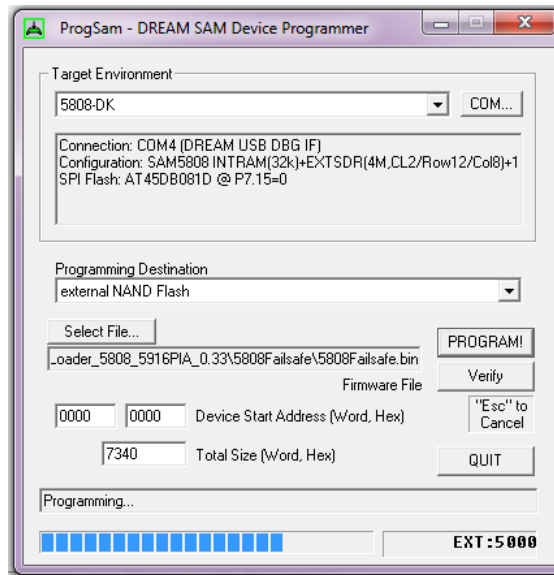 ProgSam - DREAM SAM Device Programmer
Target Environment
5808-DK
COM...
Connection: COM4 (DREAM USB DBG IF)
Configuration: SAM5808 INTRAM(32k)+EXTSDR(4M,CL2/Row12/Col8)+1
SPI Flash: AT45DB081D @ P7.15=0
Programming Destination
external NAND Flash
Select File...
PROGRAM!
.oader_5808_5916PIA_0.33\5808Failsafe\5808Failsafe.bin
Firmware File
Verify
0000 0000 Device Start Address (Word, Hex)
"Esc" to
Cancel
7340 Total Size (Word, Hex)
QUIT
Programming...
EXT:5000